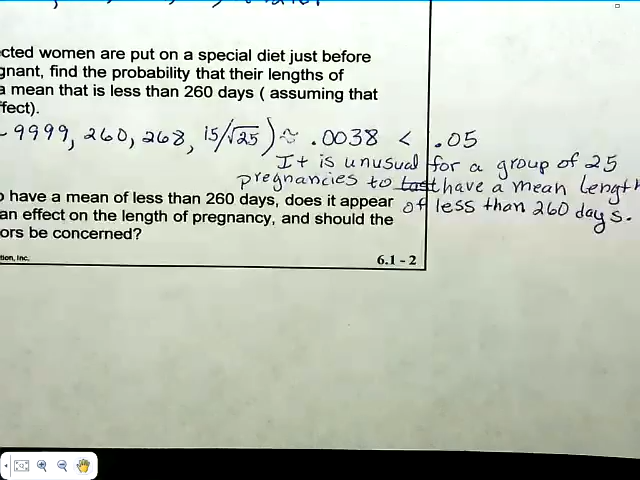 cted women are put on a special diet just before
gnant, find the probability that their lengths of
a mean that is less than 260 days ( assuming that
fect).
- 9999, 260, 268, 15/√25) ≈ .0038 < .05
It is unusual for a group of 25
pregnancies to last have a mean length
of less than 260 days.
o have a mean of less than 260 days, does it appear
an effect on the length of pregnancy, and should the
ors be concerned?
tion, Inc.
6.1 - 2